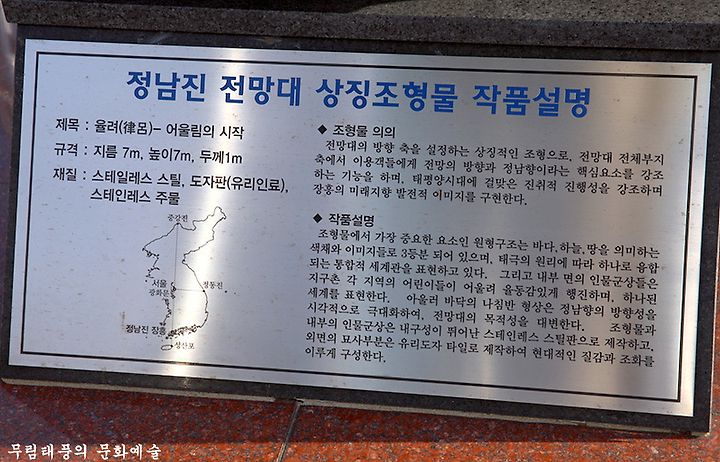 정남진 전망대 상징조형물 작품설명
제목 : 율려(律呂)- 어울림의 시작
규격 : 지름 7m, 높이7m, 두께1m
재질 : 스테일레스 스틸, 도자판(유리인료),
스테인레스 주물
중강진
서울
광화문
정동진
정남진 장흥
성산포
◆ 조형물 의의
전망대의 방향 축을 설정하는 상징적인 조형으로, 전망대 전체부지
축에서 이용객들에게 전망의 방향과 정남향이라는 핵심요소를 강조
하는 기능을 하며, 태평양시대에 걸맞은 진취적 진행성을 강조하며
장흥의 미래지향 발전적 이미지를 구현한다.
◆ 작품설명
조형물에서 가장 중요한 요소인 원형구조는 바다,하늘,땅을 의미하는
색채와 이미지들로 3등분 되어 있으며, 태극의 원리에 따라 하나로 융합
되는 통합적 세계관을 표현하고 있다. 그리고 내부 면의 인물군상들은
지구촌 각 지역의 어린이들이 어울려 율동감있게 행진하며, 하나된
세계를 표현한다. 아울러 바닥의 나침반 형상은 정남향의 방향성을
시각적으로 극대화하여, 전망대의 목적성을 대변한다. 조형물과
내부의 인물군상은 내구성이 뛰어난 스테인레스 스틸판으로 제작하고,
외면의 묘사부분은 유리도자 타일로 제작하여 현대적인 질감과 조화를
이루게 구성한다.
무림태풍의 문화예술